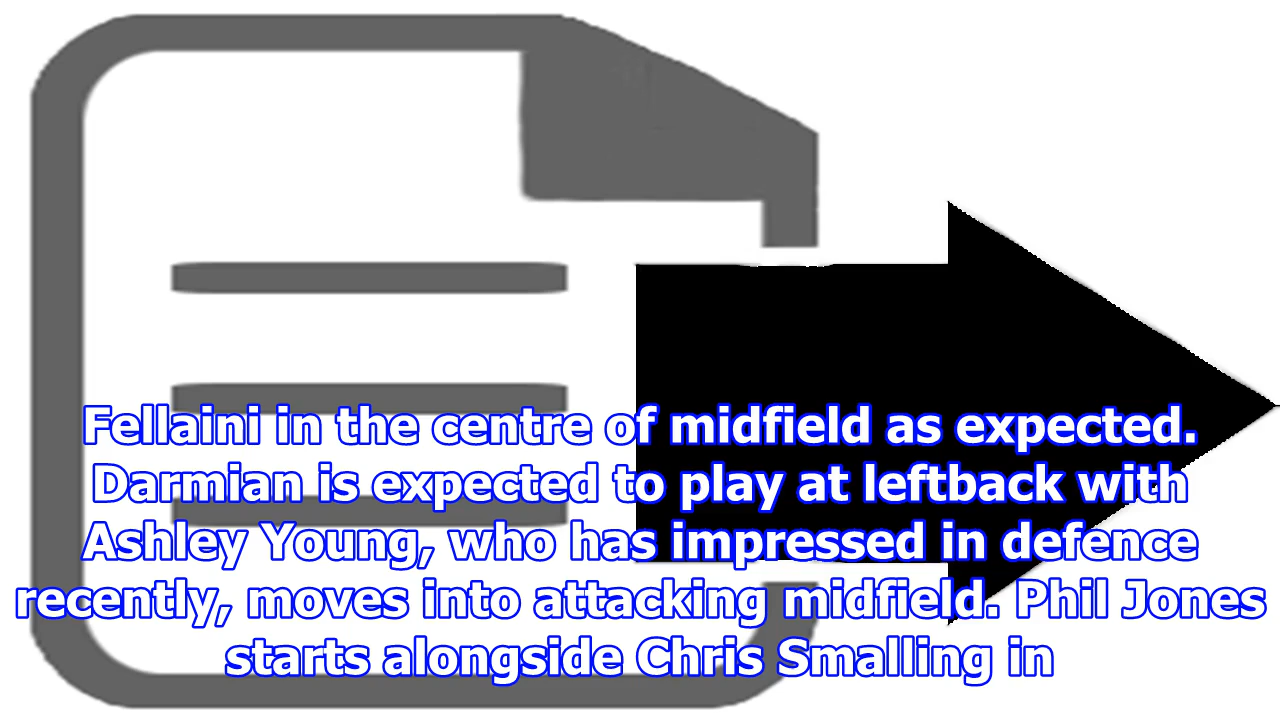 Fellaini in the centre of midfield as expected.
Darmian is expected to play at leftback with
Ashley Young, who has impressed in defence
recently, moves into attacking midfield. Phil Jones
starts alongside Chris Smalling in